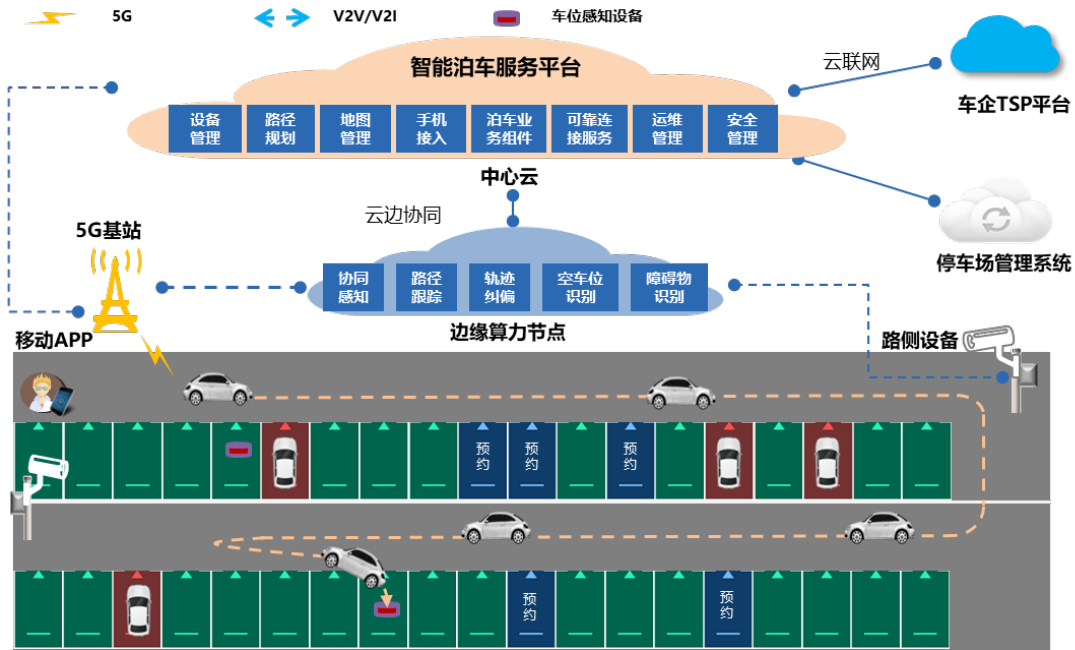 5G
V2V/V2I
车位感知设备
智能泊车服务平台
云联网
车企TSP平台
设备
管理
路径
规划
地图
管理
手机
接入
泊车业
务组件
可靠连
接服务
运维
管理
安全
管理
中心云
云边协同
5G基站
停车场管理系统
协同
感知
路径
跟踪
轨迹
纠偏
空车位
识别
障碍物
识别
边缘算力节点
移动APP
路侧设备
预
约
预
约
预
约
预
约
预
约